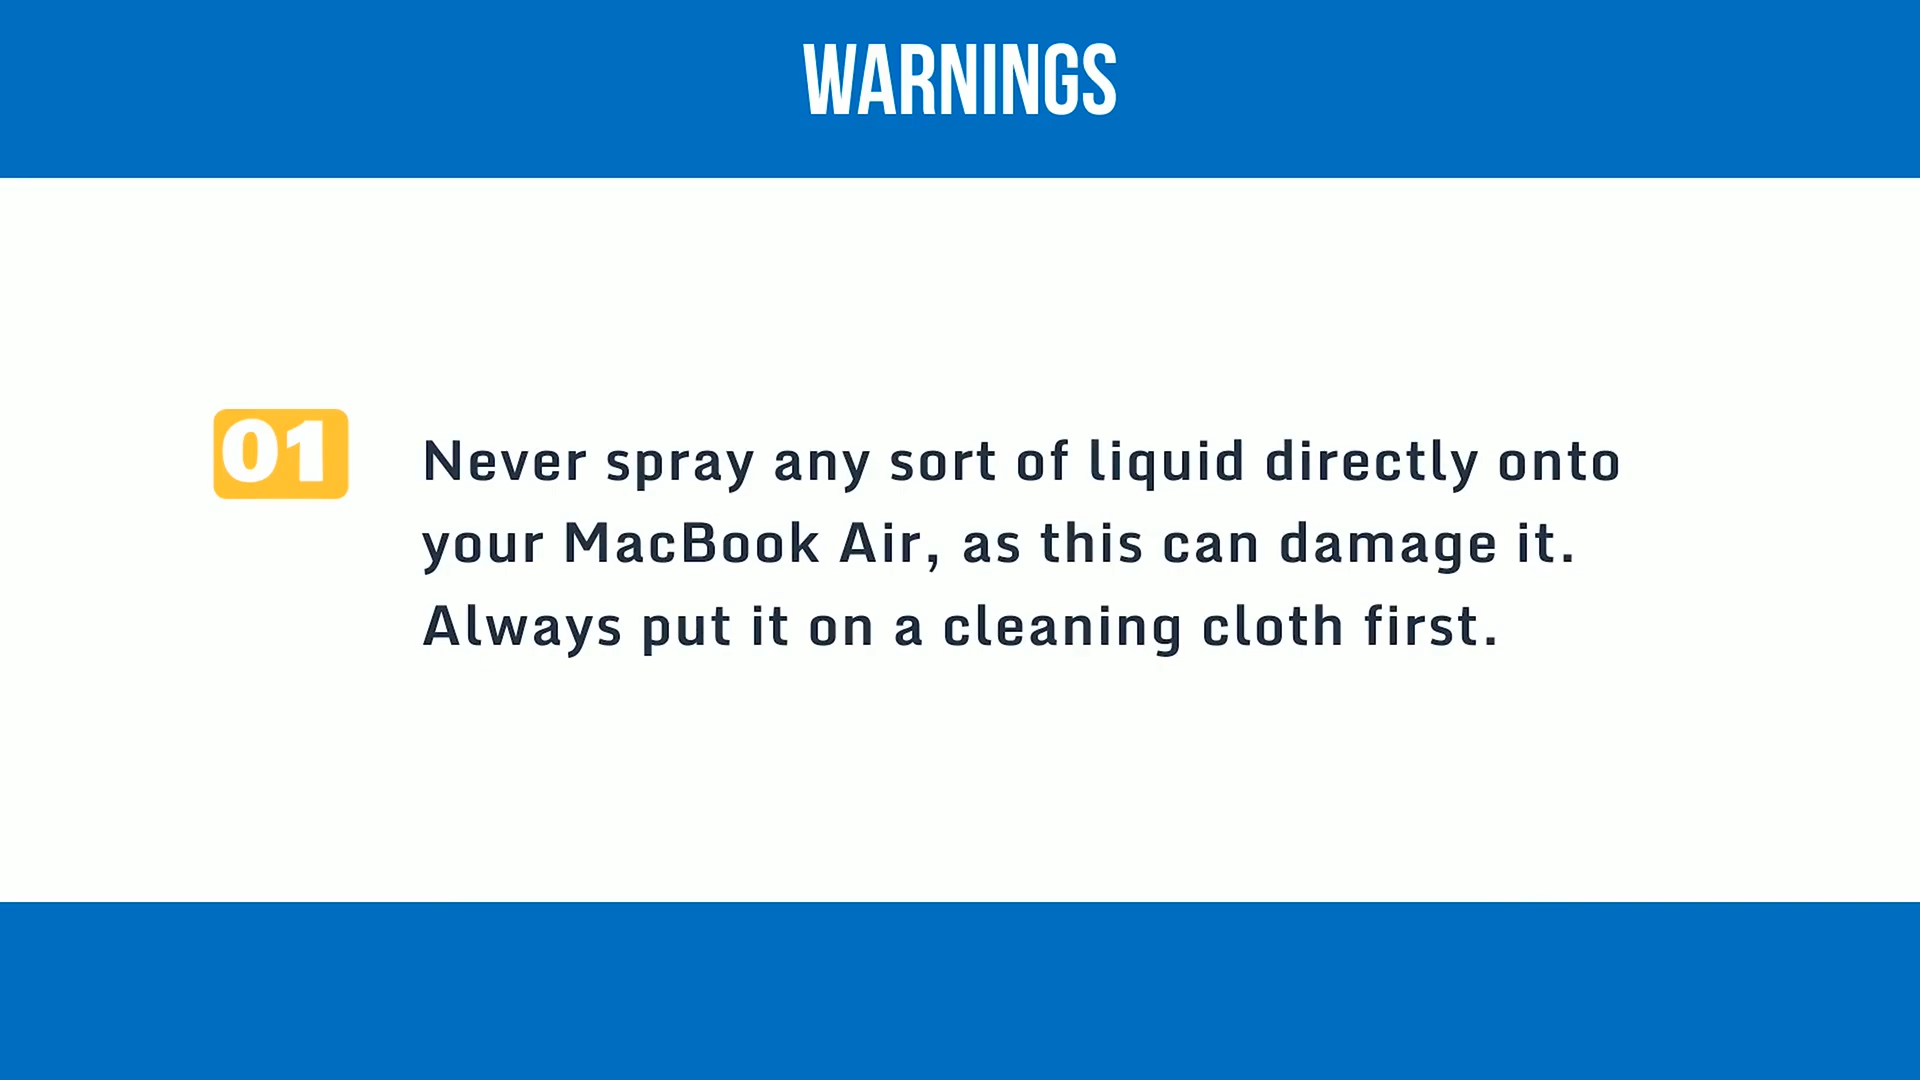 WARNINGS
01
Never spray any sort of liquid directly onto
your MacBook Air, as this can damage it.
Always put it on a cleaning cloth first.